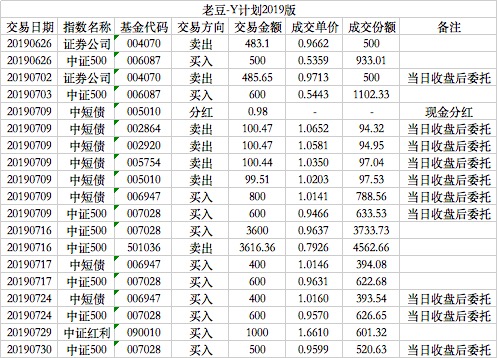 老豆-Y计划2019版
交易日期 指数名称 基金代码 交易方向 交易金额 成交单价 成交份额 备注
20190626 证券公司 004070 卖出 483.1 0.9662 500
20190626 中证500 006087 买入 500 0.5359 933.01
20190702 证券公司 004070 卖出 485.65 0.9713 500 当日收盘后委托
20190703 中证500 006087 买入 600 0.5443 1102.33
20190709 中短债 005010 分红 0.98 - - 现金分红
20190709 中短债 002864 卖出 100.47 1.0652 94.32 当日收盘后委托
20190709 中短债 002920 卖出 100.47 1.0581 94.95 当日收盘后委托
20190709 中短债 005754 卖出 100.44 1.0350 97.04 当日收盘后委托
20190709 中短债 005010 卖出 99.51 1.0203 97.53 当日收盘后委托
20190709 中短债 006947 买入 800 1.0141 788.56 当日收盘后委托
20190709 中证500 007028 买入 600 0.9466 633.53 当日收盘后委托
20190716 中证500 007028 买入 3600 0.9637 3733.73
20190716 中证500 501036 卖出 3616.36 0.7926 4562.66
20190717 中短债 006947 买入 400 1.0146 394.08
20190717 中证500 007028 买入 600 0.9631 622.68
20190724 中短债 006947 买入 400 1.0160 393.54 当日收盘后委托
20190724 中证500 007028 买入 600 0.9570 626.65 当日收盘后委托
20190729 中证红利 090010 买入 1000 1.6610 601.32
20190730 中证500 007028 买入 500 0.9599 520.63 当日收盘后委托